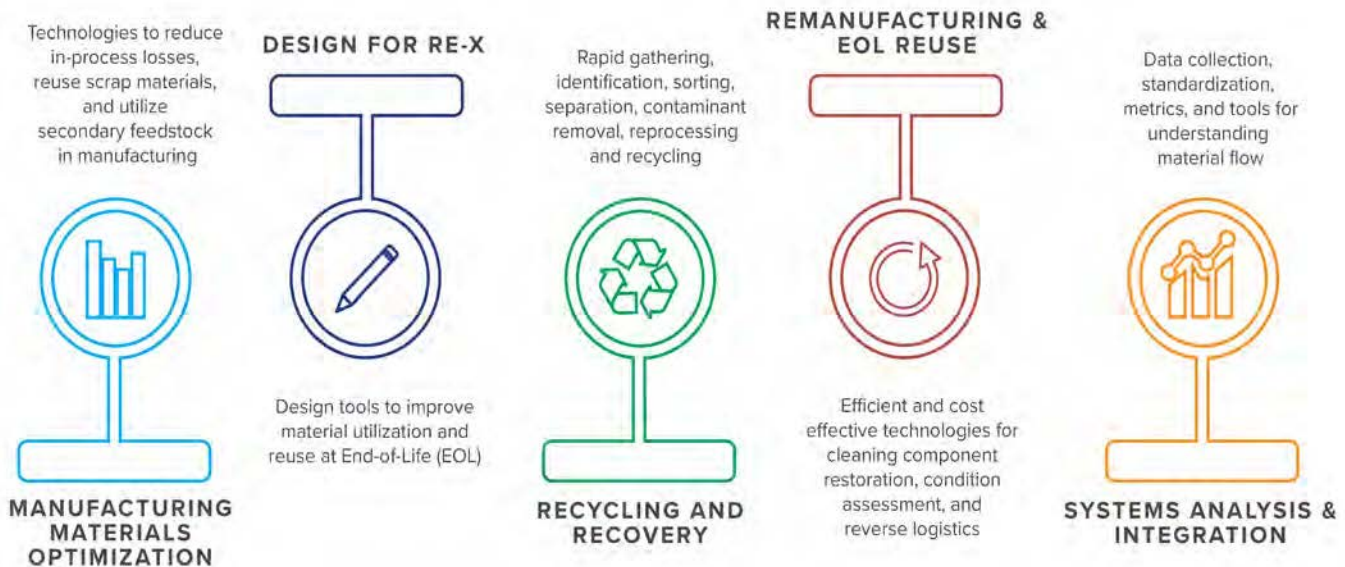 Technologies to reduce
in-process losses,
reuse scrap materials,
and utilize
secondary feedstock
in manufacturing
MANUFACTURING
MATERIALS
OPTIMIZATION
DESIGN FOR RE-X
Design tools to improve
material utilization and
reuse at End-of-Life (EOL)
Rapid gathering,
identification, sorting,
separation, contaminant
removal, reprocessing
and recycling
RECYCLING AND
RECOVERY
REMANUFACTURING &
EOL REUSE
Efficient and cost
effective technologies for
cleaning component
restoration, condition
assessment, and
reverse logistics
Data collection,
standardization,
metrics, and tools for
understanding
material flow
SYSTEMS ANALYSIS &
INTEGRATION